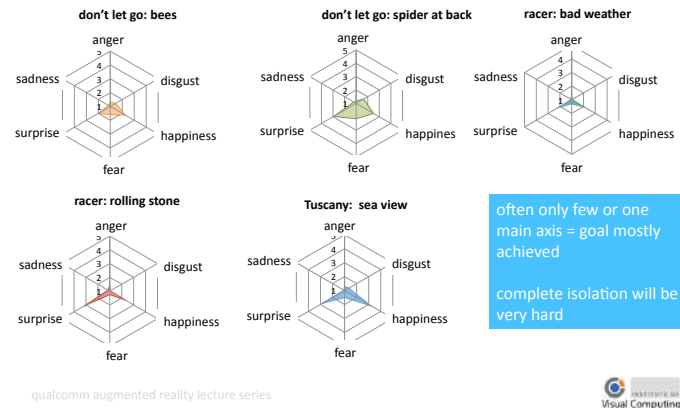 don't let go: bees
anger
5
4
3
2
1
sadness
disgust
surprise
happiness
fear
don't let go: spider at back
anger
5
4
3
2
1
sadness
disgust
surprise
happines
fear
racer: bad weather
anger
4
3
2
1
sadness
disgust
surprise
happiness
fear
racer: rolling stone
anger
5
4
3
2
1
sadness
disgust
surprise
happiness
fear
Tuscany: sea view
anger
5
4
3
2
1
sadness
disgust
surprise
happiness
fear
often only few or one
main axis = goal mostly
achieved
complete isolation will be
very hard
qualcomm augmented reality lecture series
Visual Computing